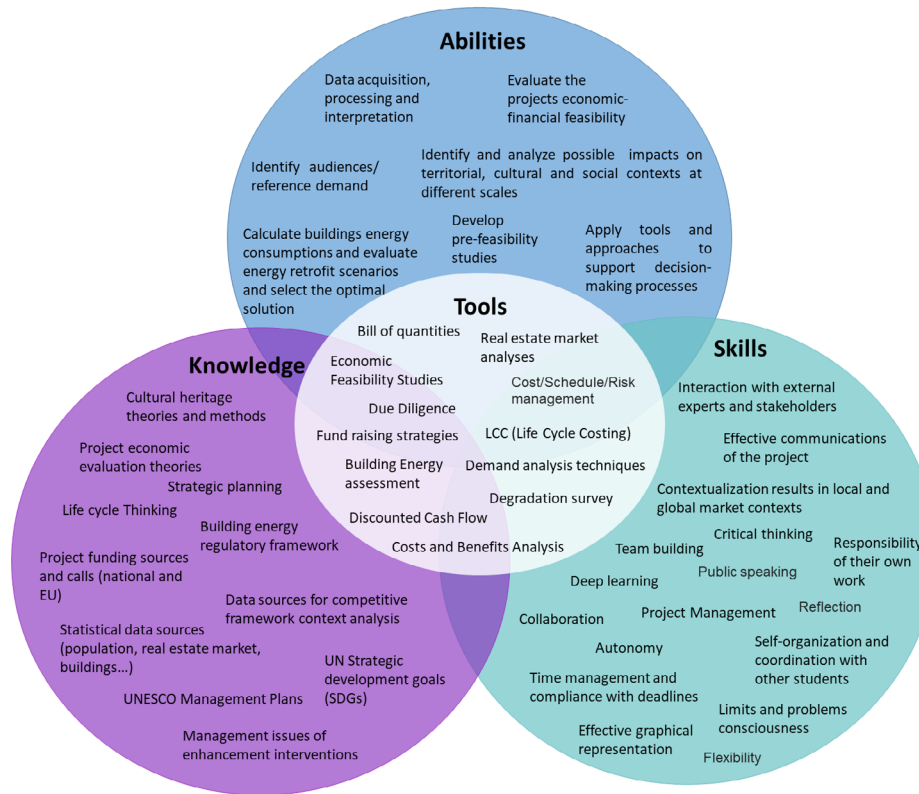 Abilities
Data acquisition,
processing and
interpretation
Evaluate the
projects economic-
financial feasibility
Identify audiences/
reference demand
Identify and analyze possible impacts on
territorial, cultural and social contexts at
different scales
Calculate buildings energy
consumptions and evaluate
energy retrofit scenarios
and select the optimal
solution
Develop
pre-feasibility
studies
Apply tools and
approaches to
support decision-
making processes
Tools
Bill of quantities
Real estate market
analyses
Economic
Feasibility Studies
Cost/Schedule/Risk
management
Due Diligence
Fund raising strategies
LCC (Life Cycle Costing)
Building Energy
assessment
Demand analysis techniques
Degradation survey
Discounted Cash Flow
Costs and Benefits Analysis
Knowledge
Cultural heritage
theories and methods
Project economic
evaluation theories
Strategic planning
Life cycle Thinking
Building energy
regulatory framework
Project funding sources
and calls (national and
EU)
Data sources for competitive
framework context analysis
Statistical data sources
(population, real estate market,
buildings...)
UN Strategic
development goals
(SDGs)
UNESCO Management Plans
Management issues of
enhancement interventions
Skills
Interaction with external
experts and stakeholders
Effective communications
of the project
Contextualization results in local and
global market contexts
Critical thinking
Team building
Responsibility
of their own
work
Public speaking
Deep learning
Reflection
Project Management
Collaboration
Autonomy
Self-organization and
coordination with
other students
Time management and
compliance with deadlines
Limits and problems
consciousness
Effective graphical
representation
Flexibility